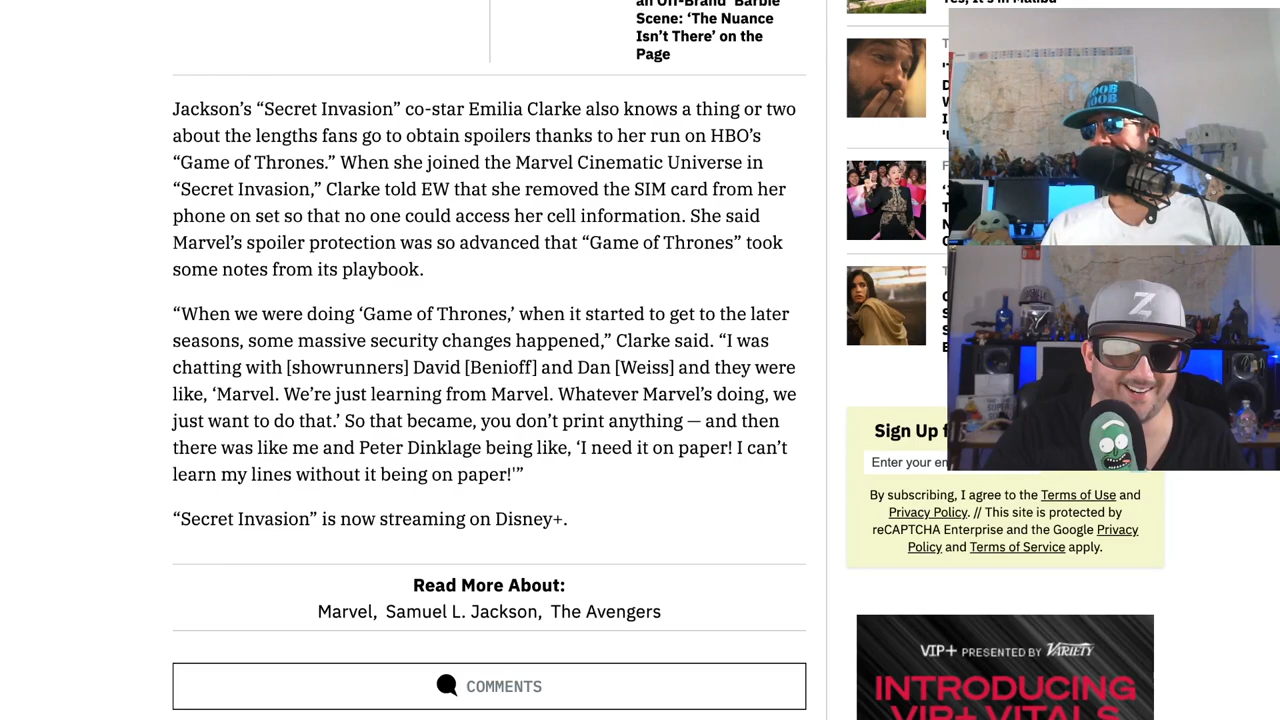 an Off-Brand 'Barbie'
Scene: ‘The Nuance
Isn’t There’ on the
Page
Jackson’s “Secret Invasion” co-star Emilia Clarke also knows a thing or two
about the lengths fans go to obtain spoilers thanks to her run on HBO’s
“Game of Thrones.” When she joined the Marvel Cinematic Universe in
“Secret Invasion,” Clarke told EW that she removed the SIM card from her
phone on set so that no one could access her cell information. She said
Marvel’s spoiler protection was so advanced that “Game of Thrones” took
some notes from its playbook.
“When we were doing ‘Game of Thrones,’ when it started to get to the later
seasons, some massive security changes happened,” Clarke said. “I was
chatting with [showrunners] David [Benioff] and Dan [Weiss] and they were
like, ‘Marvel. We’re just learning from Marvel. Whatever Marvel’s doing, we
just want to do that.’ So that became, you don’t print anything — and then
there was like me and Peter Dinklage being like, ‘I need it on paper! I can’t
learn my lines without it being on paper!'”
“Secret Invasion” is now streaming on Disney+.
Read More About:
Marvel, Samuel L. Jackson, The Avengers
COMMENTS
Yes, It's in Malibu
Sign Up f
Enter your em
By subscribing, I agree to the Terms of Use and
Privacy Policy. // This site is protected by
reCAPTCHA Enterprise and the Google Privacy
Policy and Terms of Service apply.
VIP+ PRESENTED BY VARIETY
INTRODUCING
VIP+ VITALS
NOOB
NOOB
Z